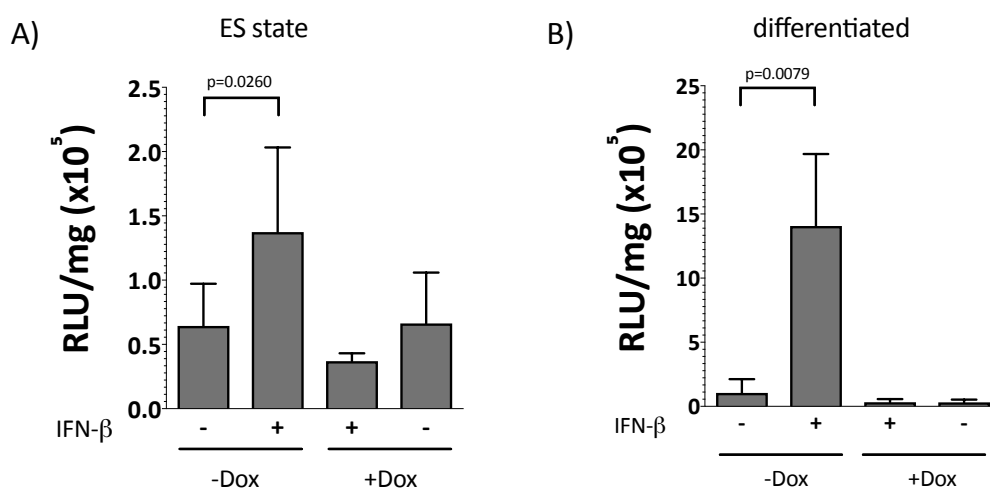 A)
ES state
p=0.0260
RLU/mg (x10⁵)
2.5
2.0
1.5
1.0
0.5
0.0
IFN-β - + + -
-Dox +Dox
B)
differentiated
p=0.0079
RLU/mg (x10⁵)
25
20
15
10
5
0
IFN-β - + + -
-Dox +Dox